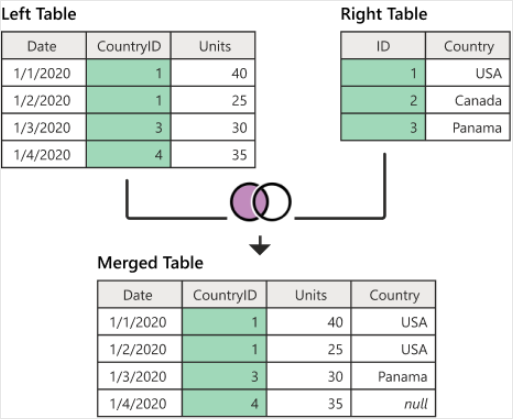 Left Table
Date CountryID Units
1/1/2020 1 40
1/2/2020 1 25
1/3/2020 3 30
1/4/2020 4 35
Right Table
ID Country
1 USA
2 Canada
3 Panama
Merged Table
Date CountryID Units Country
1/1/2020 1 40 USA
1/2/2020 1 25 USA
1/3/2020 3 30 Panama
1/4/2020 4 35 null